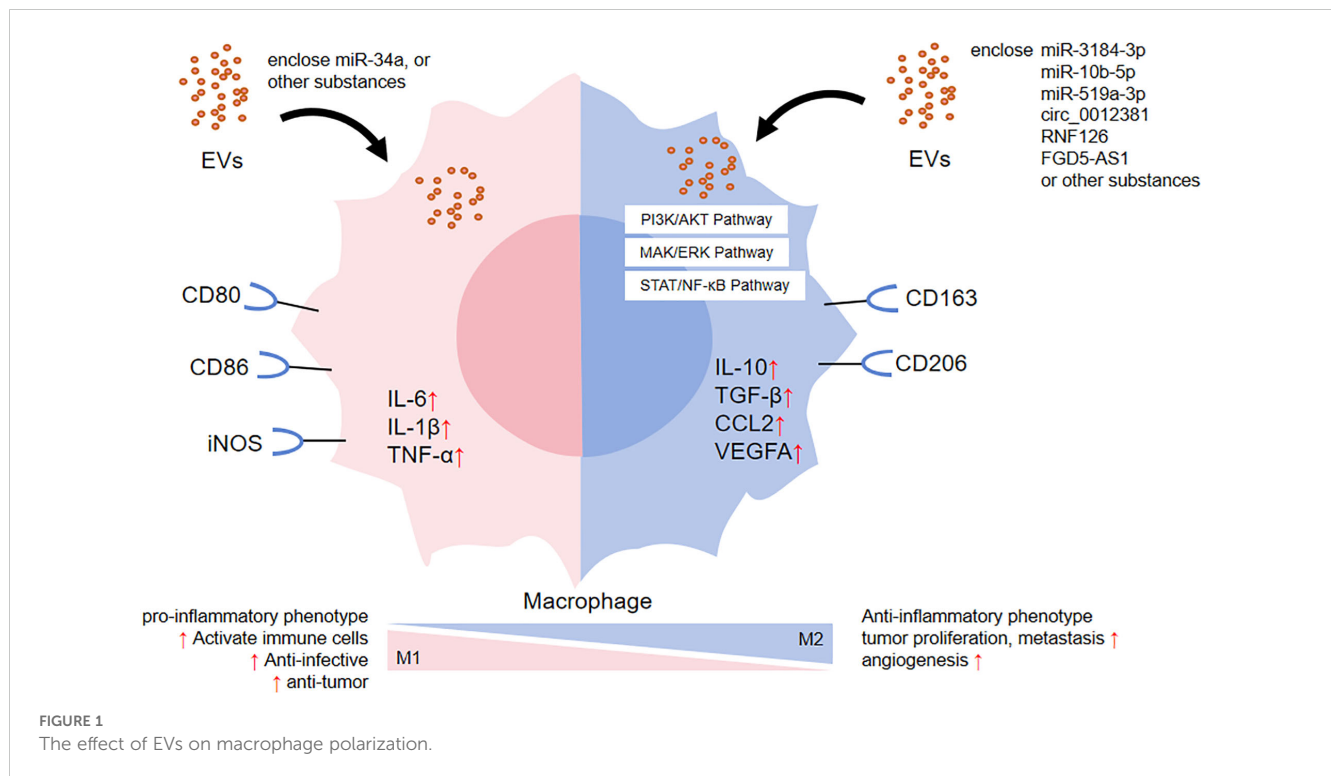 enclose miR-34a, or
other substances
EVs
enclose miR-3184-3p
miR-10b-5p
miR-519a-3p
circ_0012381
RNF126
FGD5-AS1
or other substances
EVs
PI3K/AKT Pathway
MAK/ERK Pathway
STAT/NF-κB Pathway
CD80
CD86
iNOS
IL-6↑
IL-1β↑
TNF-α↑
IL-10↑
TGF-β↑
CCL2↑
VEGFA↑
CD163
CD206
Macrophage
pro-inflammatory phenotype
↑ Activate immune cells
↑ Anti-infective
↑ anti-tumor
M1
M2
Anti-inflammatory phenotype
tumor proliferation, metastasis ↑
angiogenesis ↑
FIGURE 1
The effect of EVs on macrophage polarization.